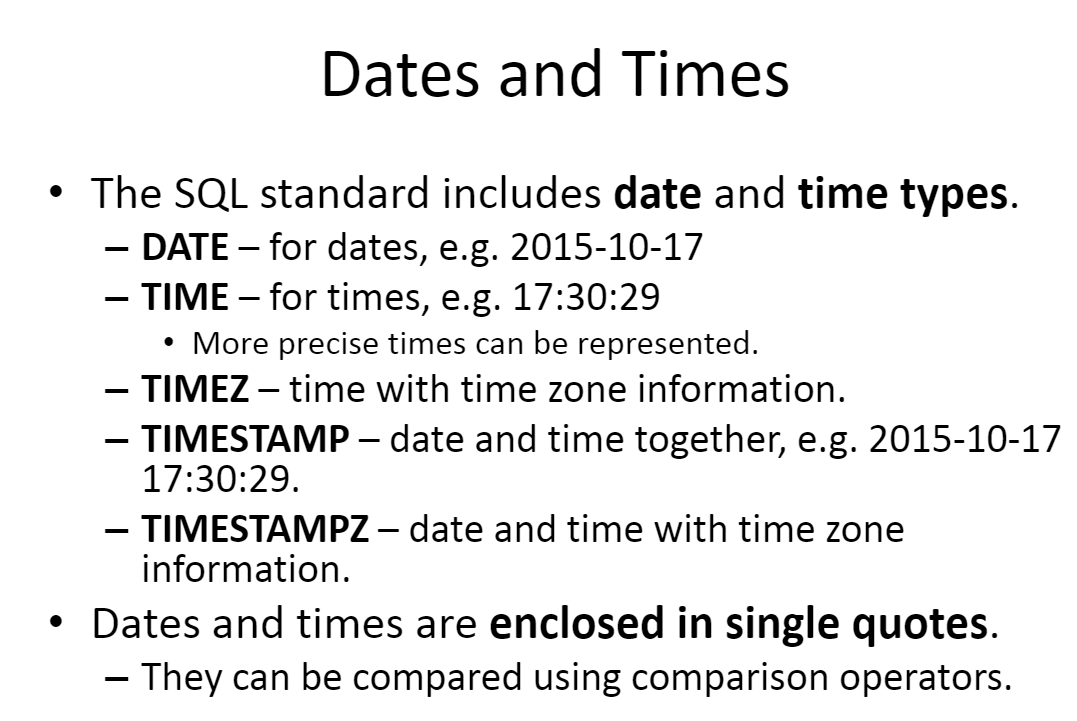 Dates and Times
• The SQL standard includes date and time types.
– DATE – for dates, e.g. 2015-10-17
– TIME – for times, e.g. 17:30:29
• More precise times can be represented.
– TIMEZ – time with time zone information.
– TIMESTAMP – date and time together, e.g. 2015-10-17
17:30:29.
– TIMESTAMPZ – date and time with time zone
information.
• Dates and times are enclosed in single quotes.
– They can be compared using comparison operators.